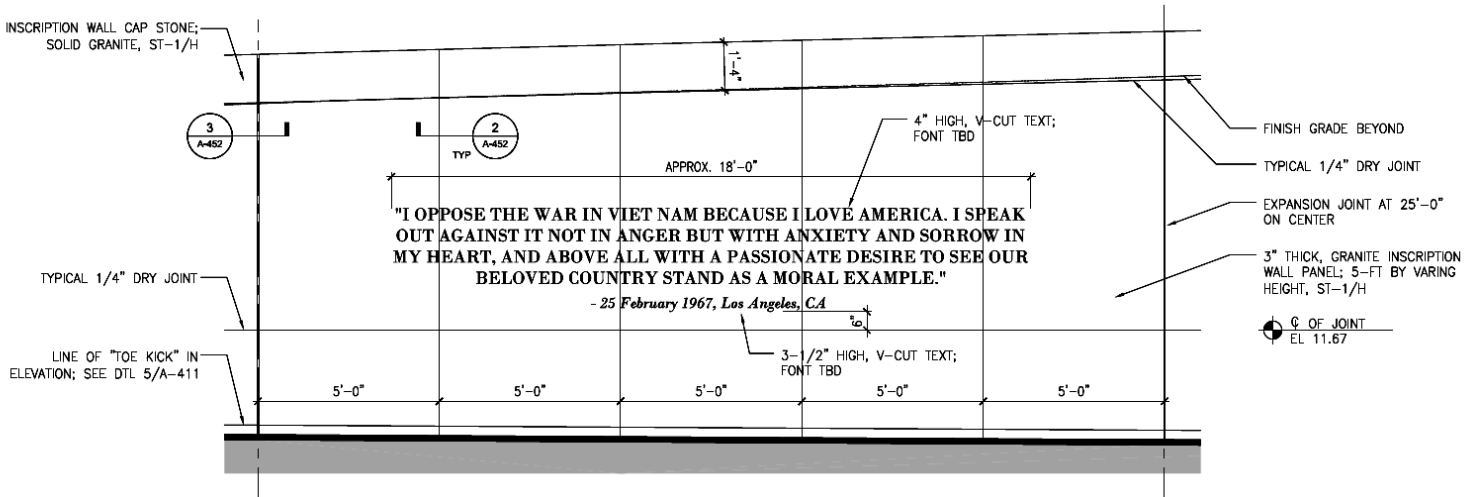 INSCRIPTION WALL CAP STONE;
SOLID GRANITE, ST-1/H
1'-4"
3
A-452
2
A-452
TYP
4" HIGH, V-CUT TEXT;
FONT TBD
FINISH GRADE BEYOND
TYPICAL 1/4" DRY JOINT
APPROX. 18'-0"
EXPANSION JOINT AT 25'-0"
ON CENTER
"I OPPOSE THE WAR IN VIET NAM BECAUSE I LOVE AMERICA. I SPEAK
OUT AGAINST IT NOT IN ANGER BUT WITH ANXIETY AND SORROW IN
MY HEART, AND ABOVE ALL WITH A PASSIONATE DESIRE TO SEE OUR
BELOVED COUNTRY STAND AS A MORAL EXAMPLE."
- 25 February 1967, Los Angeles, CA
3" THICK, GRANITE INSCRIPTION
WALL PANEL; 5-FT BY VARING
HEIGHT, ST-1/H
TYPICAL 1/4" DRY JOINT
6"
℄ OF JOINT
EL 11.67
LINE OF "TOE KICK" IN
ELEVATION; SEE DTL 5/A-411
3-1/2" HIGH, V-CUT TEXT;
FONT TBD
5'-0" 5'-0" 5'-0" 5'-0" 5'-0"